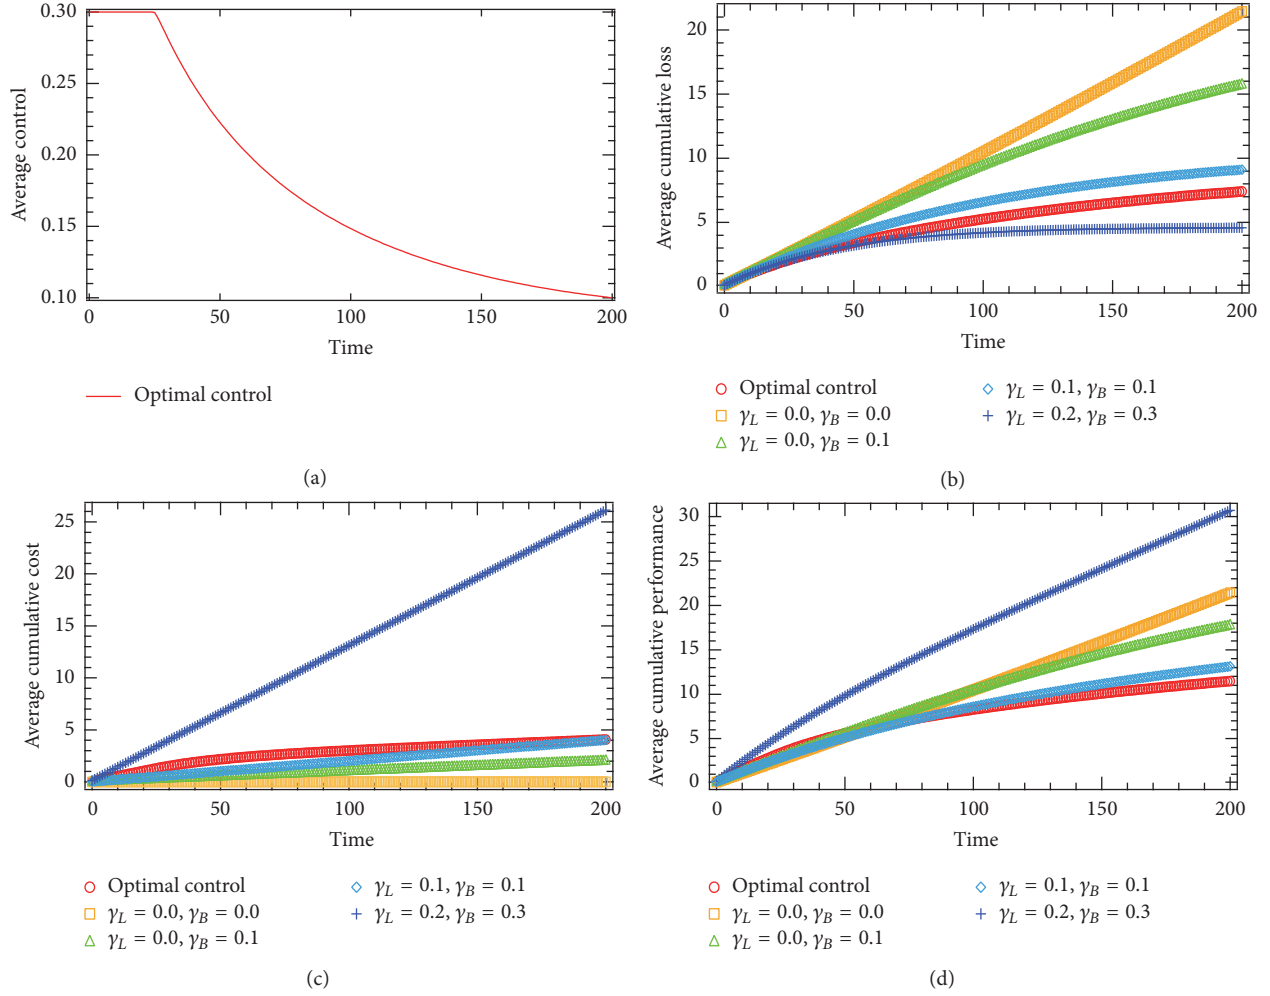 Average control
0.30
0.25
0.20
0.15
0.10
0
50
100
150
200
Time
Optimal control
(a)
Average cumulative loss
20
15
10
5
0
0
50
100
150
200
Time
Optimal control
γL = 0.0, γB = 0.0
γL = 0.0, γB = 0.1
γL = 0.1, γB = 0.1
γL = 0.2, γB = 0.3
(b)
Average cumulative cost
25
20
15
10
5
0
0
50
100
150
200
Time
Optimal control
γL = 0.0, γB = 0.0
γL = 0.0, γB = 0.1
γL = 0.1, γB = 0.1
γL = 0.2, γB = 0.3
(c)
Average cumulative performance
30
25
20
15
10
5
0
0
50
100
150
200
Time
Optimal control
γL = 0.0, γB = 0.0
γL = 0.0, γB = 0.1
γL = 0.1, γB = 0.1
γL = 0.2, γB = 0.3
(d)